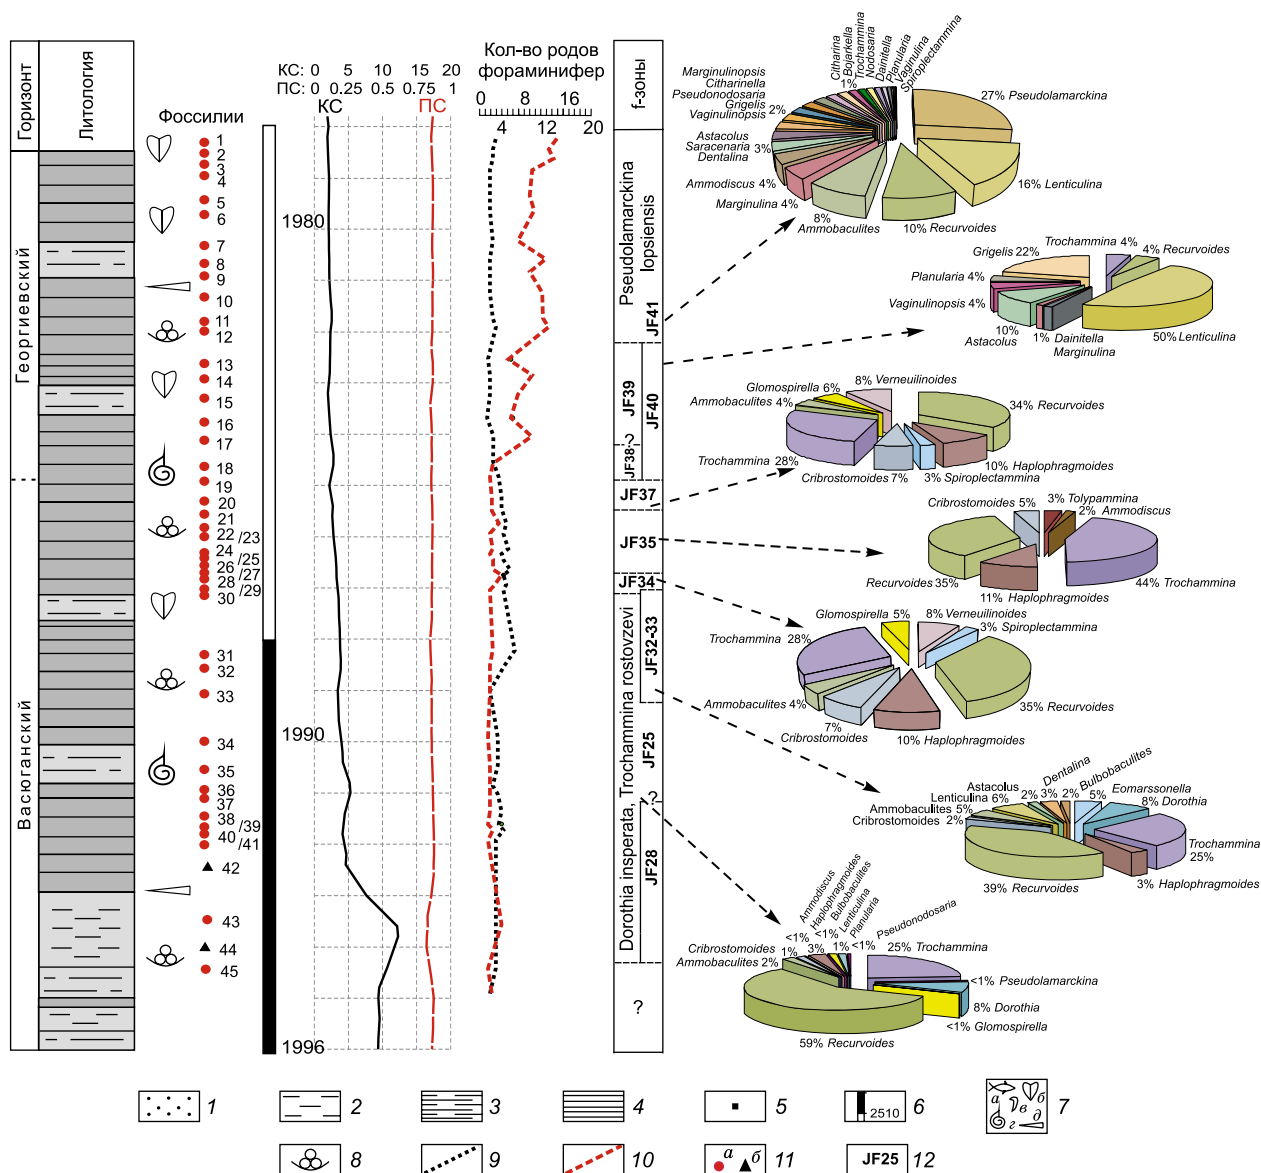 Горизонт
Литология
Фоссилии
КС: 0 5 10 15 20
ПС: 0 0.25 0.5 0.75 1
КС
ПС
Кол-во родов
фораминифер
0 8 16
4 12 20
f-зоны
Георгиевский
Васюганский
1
2
3
4
5
6
7
8
9
10
11
12
13
14
15
16
17
18
19
20
21
22 /23
24
/25
26
/27
28
/29
30
31
32
33
34
35
36
37
38
/39
40
/41
42
43
44
45
1980
1990
1996
Pseudolamarckina
lopsiensis
JF41
JF39
JF40
JF38-?
JF37
JF35
JF34
Dorothia insperata, Trochammina rostovzevi
JF32-33
JF25
?
JF28
?
Citharina
Bojarkella
Trochammina
Nodosaria
Dainitella
Planularia
Vaginulina
Spiroplectammina
1%
Marginulinopsis
Citharinella
Pseudonodosaria
Grigelis
Vaginulinopsis
2%
Astacolus
Saracenaria 3%
Dentalina
Ammodiscus 4%
Marginulina 4%
8%
Ammobaculites
10% Recurvoides
16% Lenticulina
27% Pseudolamarckina
Trochammina 4%
4% Recurvoides
Grigelis 22%
Planularia 4%
Vaginulinopsis 4%
10%
Astacolus
1%
Dainitella
Marginulina
50% Lenticulina
8% Verneuilinoides
Glomospirella 6%
Ammobaculites 4%
34% Recurvoides
Trochammina 28%
Cribrostomoides 7%
3% Spiroplectammina
10% Haplophragmoides
Cribrostomoides 5%
3% Tolypammina
2% Ammodiscus
Recurvoides 35%
11% Haplophragmoides
44% Trochammina
Glomospirella 5%
8% Verneuilinoides
3% Spiroplectammina
Trochammina
28%
Ammobaculites 4%
7%
Cribrostomoides
10% Haplophragmoides
35% Recurvoides
Dentalina
Bulbobaculites
Astacolus
Lenticulina 6%
2% 3% 2% 5%
Eomarssonella
8% Dorothia
Ammobaculites 5%
Cribrostomoides 2%
Trochammina
25%
39% Recurvoides
3% Haplophragmoides
Ammodiscus
Haplophragmoides
Bulbobaculites
Lenticulina
Planularia
Pseudonodosaria
<1% <1% <1%
Cribrostomoides 1% 3% 1%
Ammobaculites 2%
25% Trochammina
<1% Pseudolamarckina
8% Dorothia
<1% Glomospirella
59% Recurvoides
1
2
3
4
5
2510 6
а б в г д 7
8
9
10
а б 11
JF25 12